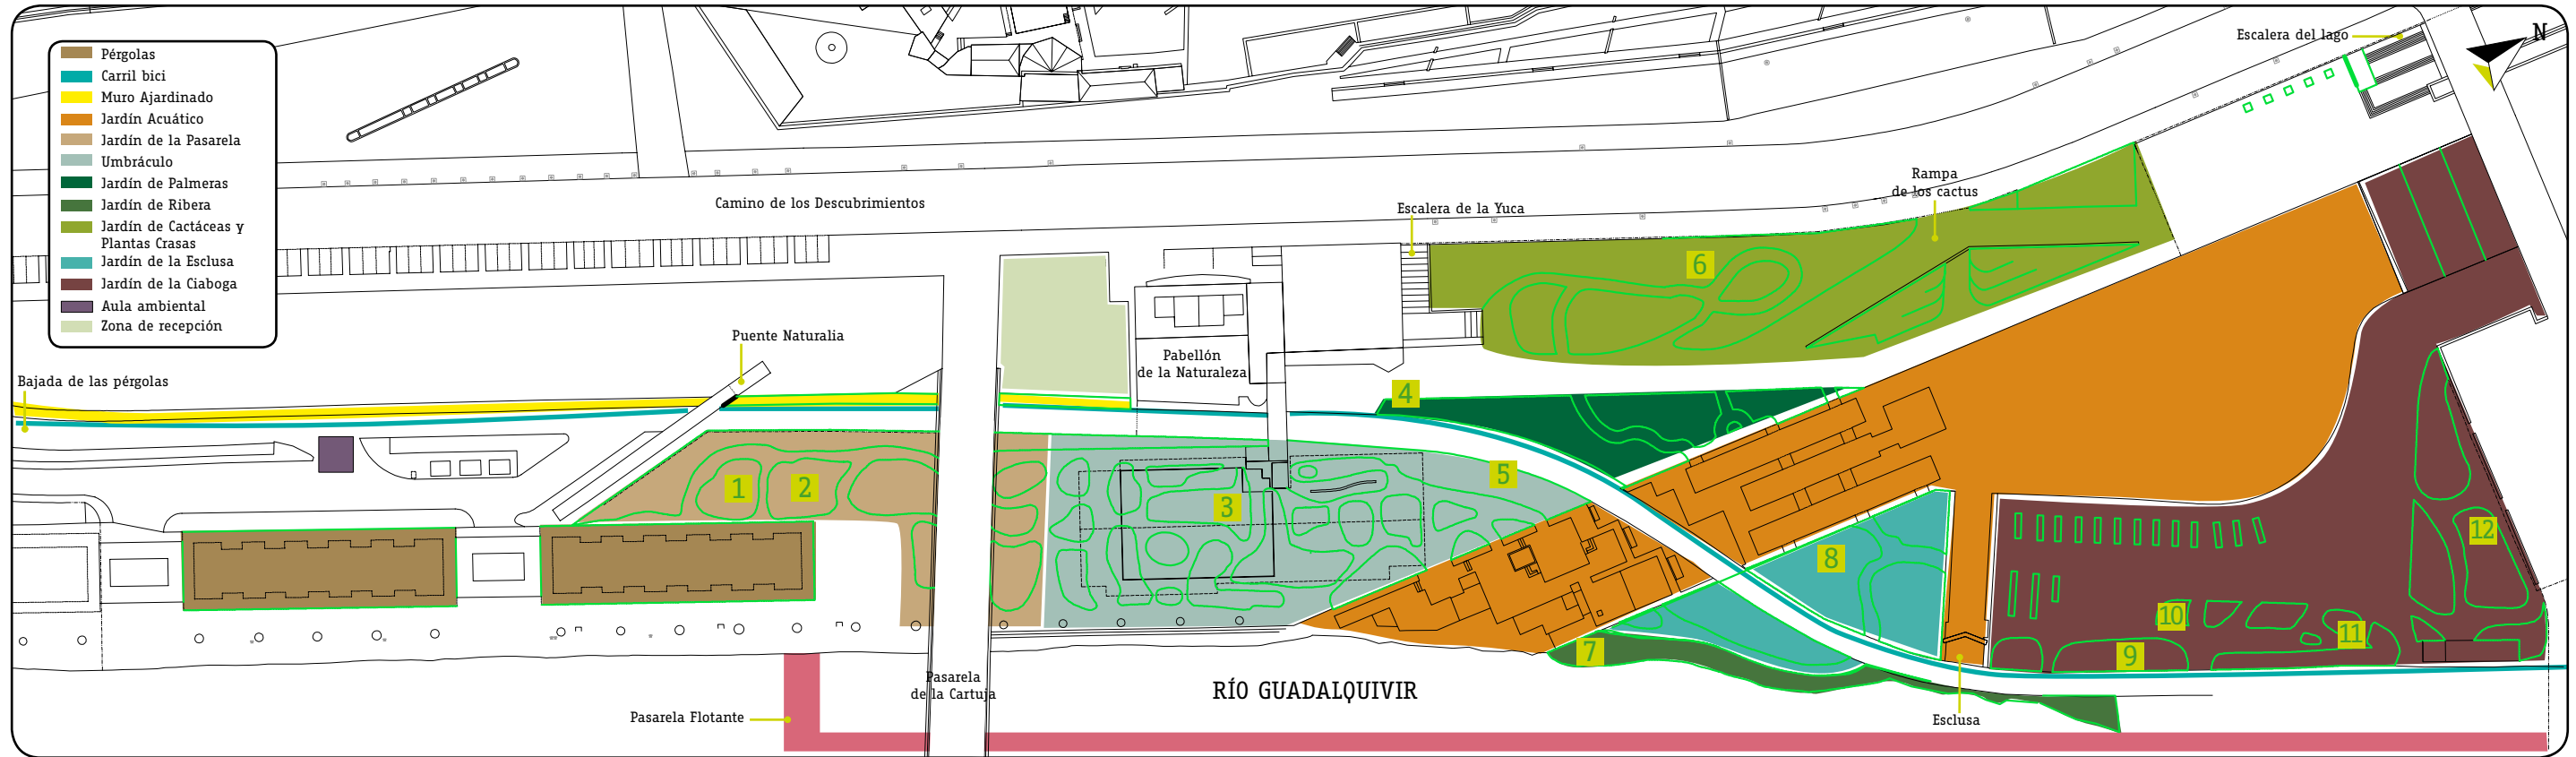 Pérgolas
Carril bici
Muro Ajardinado
Jardín Acuático
Jardín de la Pasarela
Umbráculo
Jardín de Palmeras
Jardín de Ribera
Jardín de Cactáceas y
Plantas Crasas
Jardín de la Esclusa
Jardín de la Ciaboga
Aula ambiental
Zona de recepción
Escalera del lago
N
Rampa
de los cactus
Camino de los Descubrimientos
Escalera de la Yuca
6
Puente Naturalia
Pabellón
de la Naturaleza
Bajada de las pérgolas
4
5
1
2
3
12
8
10
11
7
9
Pasarela
de la Cartuja
RÍO GUADALQUIVIR
Pasarela Flotante
Esclusa